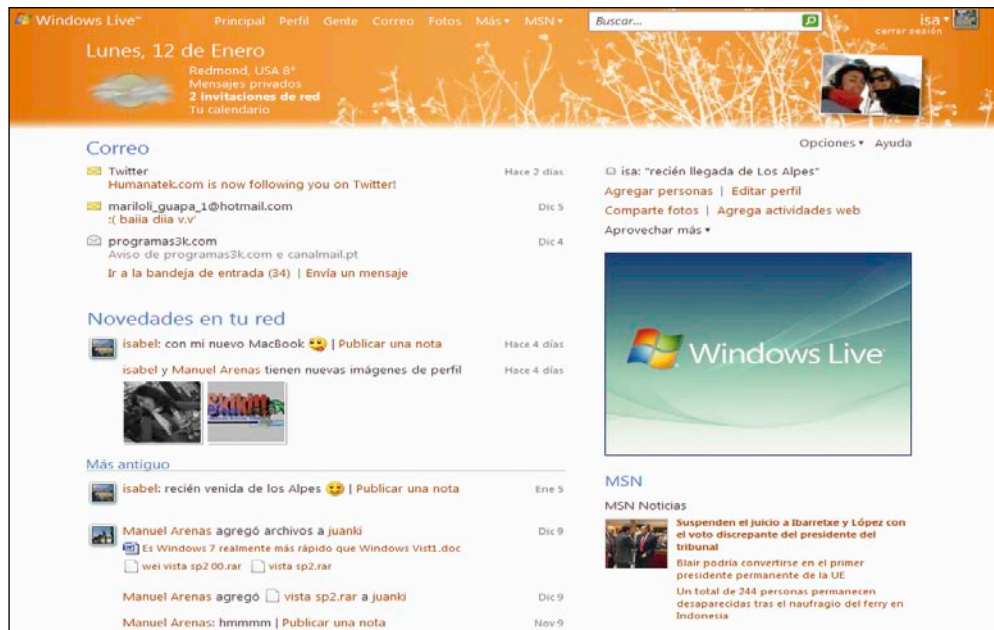 Windows Live™
Principal Perfil Gente Correo Fotos Más MSN
Buscar...
isa
cerrar sesión
Lunes, 12 de Enero
Redmond, USA 8°
Mensajes privados
2 invitaciones de red
Tu calendario
Opciones Ayuda
Correo
Twitter Hace 2 días
Humanatek.com is now following you on Twitter!
mariloli_guapa_1@hotmail.com Dic 5
:( baiia diia v.v'
programas3k.com Dic 4
Aviso de programas3k.com e canalmail.pt
Ir a la bandeja de entrada (34) | Envía un mensaje
Novedades en tu red
isabel: con mi nuevo MacBook | Publicar una nota Hace 4 días
isabel y Manuel Arenas tienen nuevas imágenes de perfil Hace 4 días
Más antiguo
isabel: recién venida de los Alpes | Publicar una nota Ene 5
Manuel Arenas agregó archivos a juanki Dic 9
Es Windows 7 realmente más rápido que Windows Vist1.doc
wei vista sp2 00.rar vista sp2.rar
Manuel Arenas agregó vista sp2.rar a juanki Dic 9
Manuel Arenas: hmmmm | Publicar una nota Nov 9
isa: "recién llegada de Los Alpes"
Agregar personas | Editar perfil
Comparte fotos | Agrega actividades web
Aprovechar más
Windows Live
MSN
MSN Noticias
Suspenden el juicio a Ibarretxe y López con
el voto discrepante del presidente del
tribunal
Blair podría convertirse en el primer
presidente permanente de la UE
Un total de 244 personas permanecen
desaparecidas tras el naufragio del ferry en
Indonesia